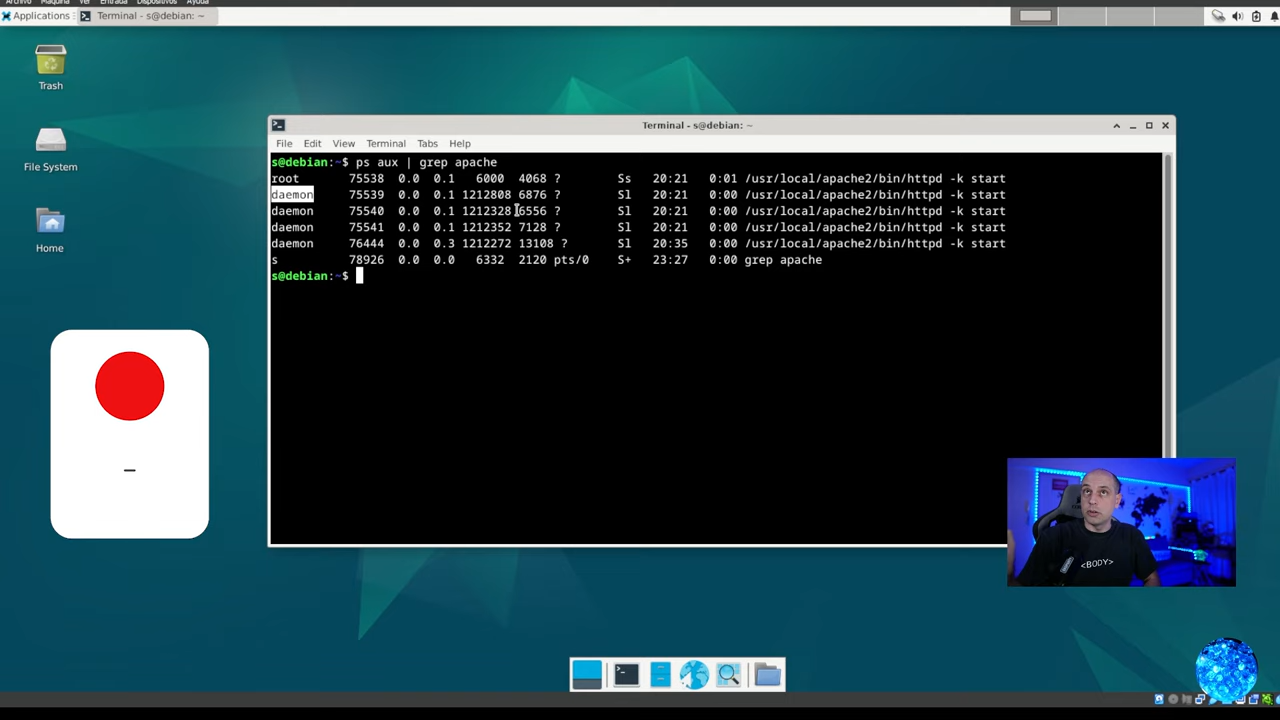 Archivo Máquina Ver Entrada Dispositivos Ayuda
Applications
Terminal - s@debian: ~
Trash
File System
Home
Terminal - s@debian: ~
File Edit View Terminal Tabs Help
s@debian:~$ ps aux | grep apache
root 75538 0.0 0.1 6000 4068 ? Ss 20:21 0:01 /usr/local/apache2/bin/httpd -k start
daemon 75539 0.0 0.1 1212808 6876 ? Sl 20:21 0:00 /usr/local/apache2/bin/httpd -k start
daemon 75540 0.0 0.1 1212328 6556 ? Sl 20:21 0:00 /usr/local/apache2/bin/httpd -k start
daemon 75541 0.0 0.1 1212352 7128 ? Sl 20:21 0:00 /usr/local/apache2/bin/httpd -k start
daemon 76444 0.0 0.3 1212272 13108 ? Sl 20:35 0:00 /usr/local/apache2/bin/httpd -k start
s 78926 0.0 0.0 6332 2120 pts/0 S+ 23:27 0:00 grep apache
s@debian:~$
<BODY>